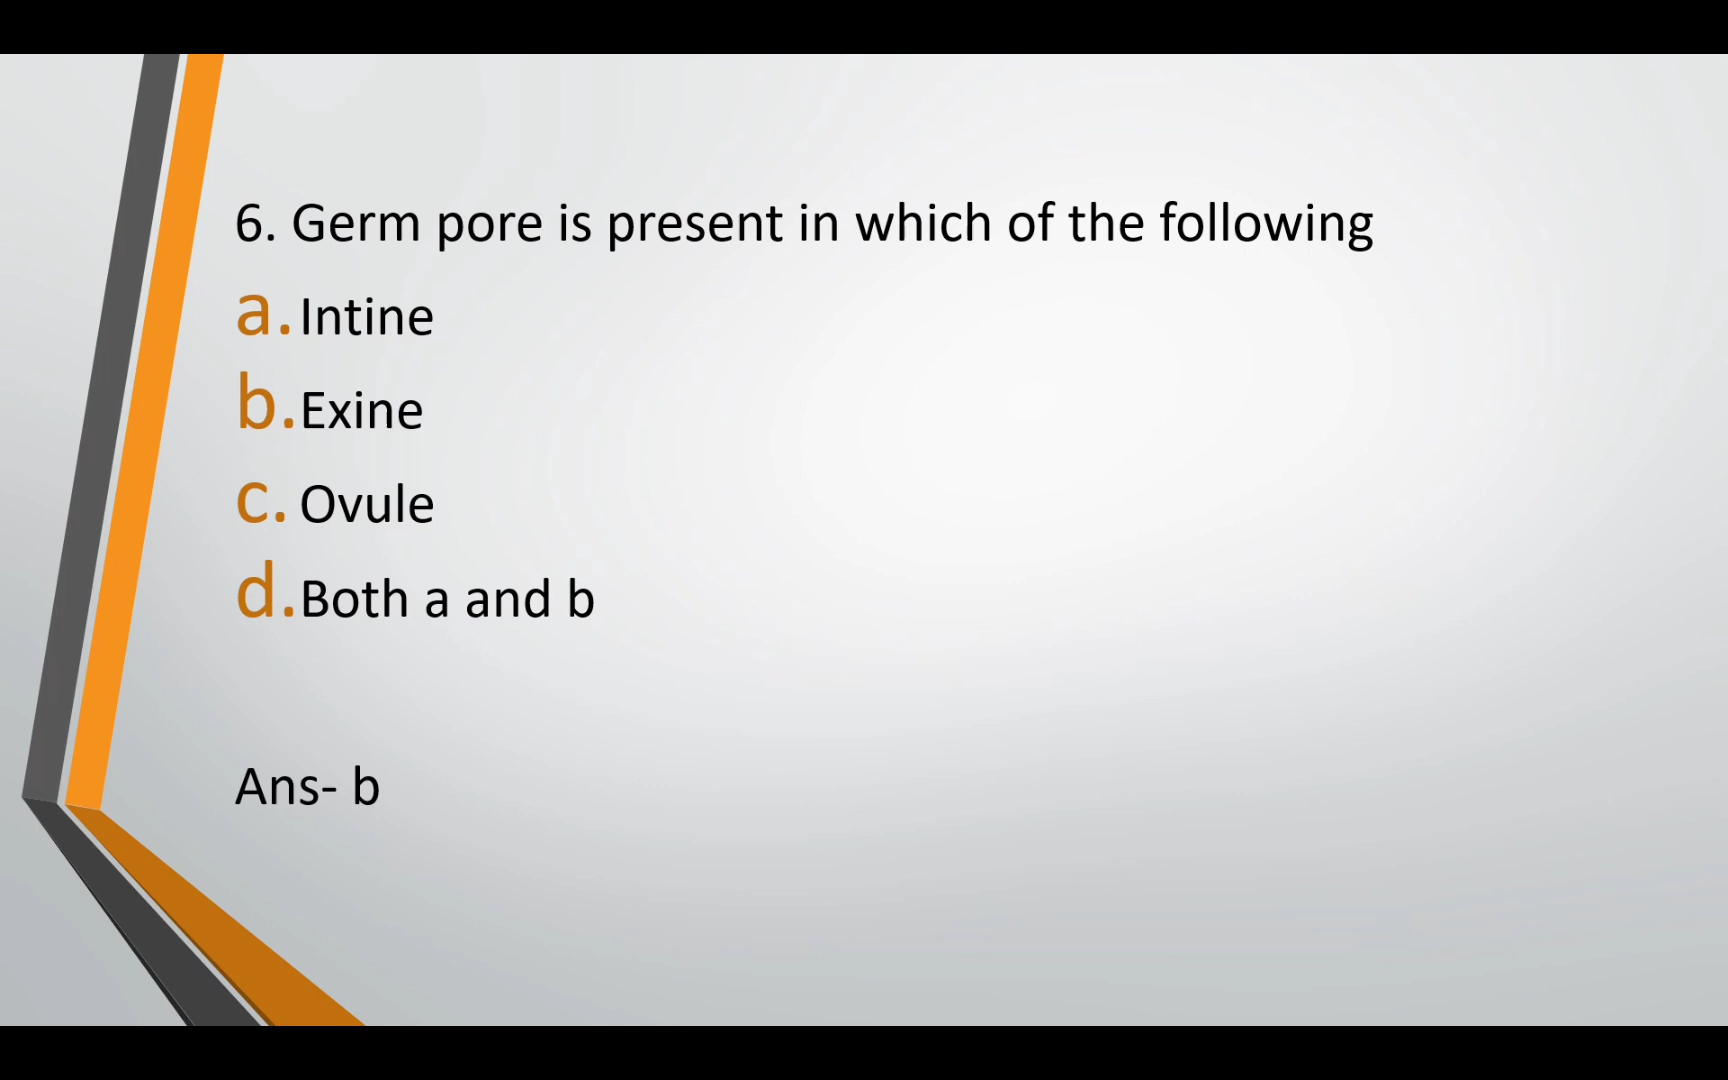 6. Germ pore is present in which of the following
a. Intine
b. Exine
c. Ovule
d. Both a and b
Ans- b